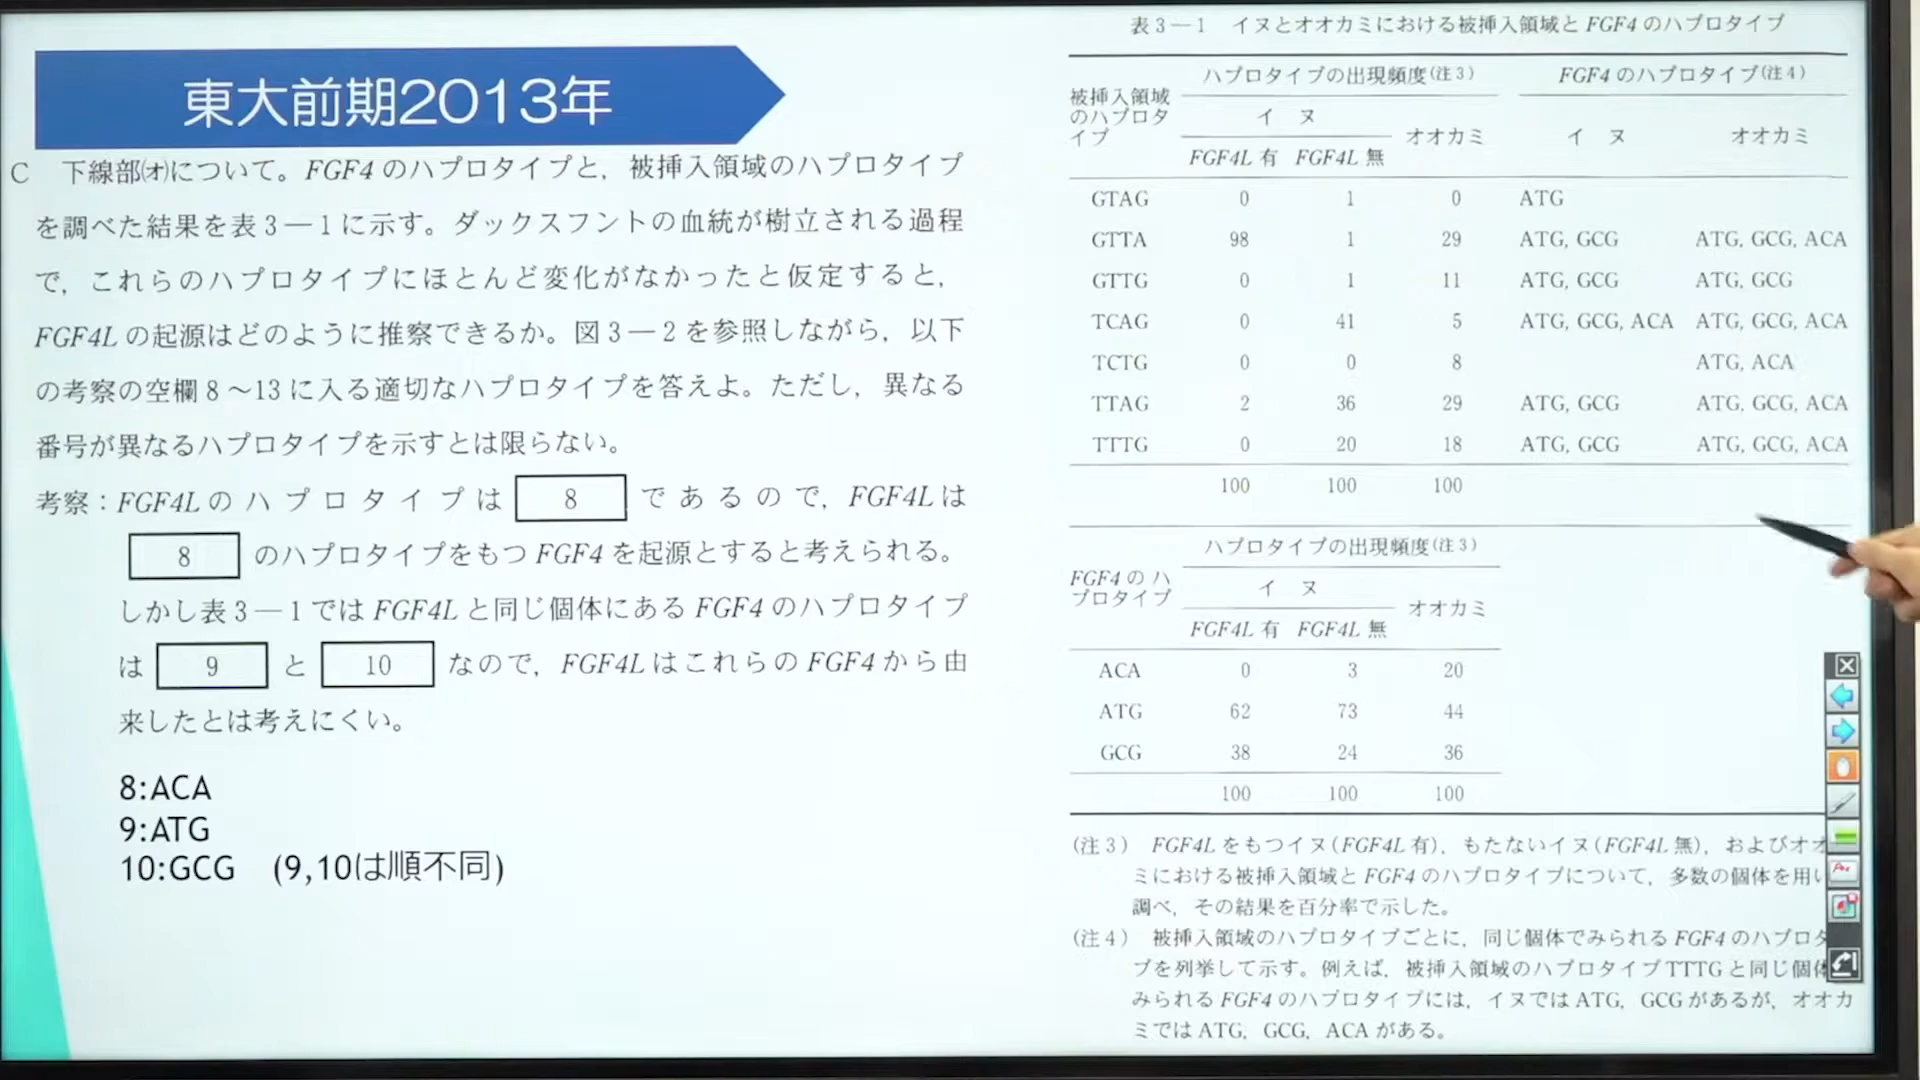 東大前期2013年
C 下線部(オ)について。FGF4のハプロタイプと，被挿入領域のハプロタイプ
を調べた結果を表3―1に示す。ダックスフントの血統が樹立される過程
で，これらのハプロタイプにほとんど変化がなかったと仮定すると，
FGF4Lの起源はどのように推察できるか。図3―2を参照しながら，以下
の考察の空欄8～13に入る適切なハプロタイプを答えよ。ただし，異なる
番号が異なるハプロタイプを示すとは限らない。
考察：FGF4Lのハプロタイプは 8 であるので，FGF4Lは
8 のハプロタイプをもつFGF4を起源とすると考えられる。
しかし表3―1ではFGF4Lと同じ個体にあるFGF4のハプロタイプ
は 9 と 10 なので，FGF4LはこれらのFGF4から由
来したとは考えにくい。
8:ACA
9:ATG
10:GCG (9,10は順不同)
表3―1 イヌとオオカミにおける被挿入領域とFGF4のハプロタイプ
被挿入領域のハプロタイプ ハプロタイプの出現頻度(注3) FGF4のハプロタイプ(注4)
イヌ オオカミ イヌ オオカミ
FGF4L有 FGF4L無
GTAG 0 1 0 ATG
GTTA 98 1 29 ATG, GCG ATG, GCG, ACA
GTTG 0 1 11 ATG, GCG ATG, GCG
TCAG 0 41 5 ATG, GCG, ACA ATG, GCG, ACA
TCTG 0 0 8 ATG, ACA
TTAG 2 36 29 ATG, GCG ATG, GCG, ACA
TTTG 0 20 18 ATG, GCG ATG, GCG, ACA
100 100 100
FGF4のハプロタイプ ハプロタイプの出現頻度(注3)
イヌ オオカミ
FGF4L有 FGF4L無
ACA 0 3 20
ATG 62 73 44
GCG 38 24 36
100 100 100
(注3) FGF4Lをもつイヌ(FGF4L有)，もたないイヌ(FGF4L無)，およびオオ
ミにおける被挿入領域とFGF4のハプロタイプについて，多数の個体を用い
調べ，その結果を百分率で示した。
(注4) 被挿入領域のハプロタイプごとに，同じ個体でみられるFGF4のハプロタ
プを列挙して示す。例えば，被挿入領域のハプロタイプTTTGと同じ個体
みられるFGF4のハプロタイプには，イヌではATG，GCGがあるが，オオカ
ミではATG，GCG，ACAがある。